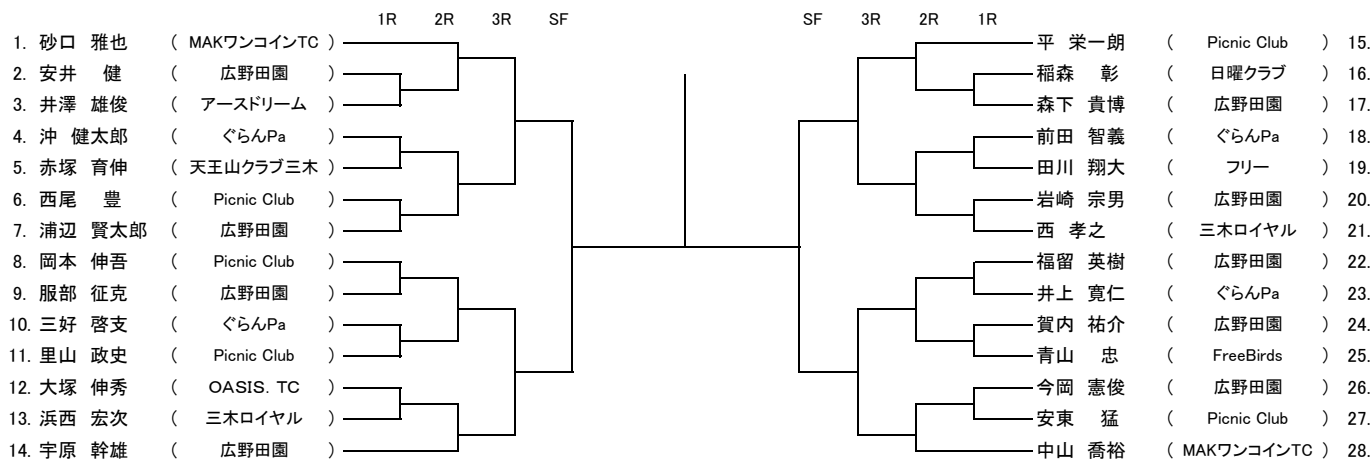 1R 2R 3R SF SF 3R 2R 1R
1. 砂口 雅也 ( MAKワンコインTC ) 平 栄一朗 ( Picnic Club ) 15.
2. 安井 健 ( 広野田園 ) 稲森 彰 ( 日曜クラブ ) 16.
3. 井澤 雄俊 ( アースドリーム ) 森下 貴博 ( 広野田園 ) 17.
4. 沖 健太郎 ( ぐらんPa ) 前田 智義 ( ぐらんPa ) 18.
5. 赤塚 育伸 ( 天王山クラブ三木 ) 田川 翔大 ( フリー ) 19.
6. 西尾 豊 ( Picnic Club ) 岩崎 宗男 ( 広野田園 ) 20.
7. 浦辺 賢太郎 ( 広野田園 ) 西 孝之 ( 三木ロイヤル ) 21.
8. 岡本 伸吾 ( Picnic Club ) 福留 英樹 ( 広野田園 ) 22.
9. 服部 征克 ( 広野田園 ) 井上 寛仁 ( ぐらんPa ) 23.
10. 三好 啓支 ( ぐらんPa ) 賀内 祐介 ( 広野田園 ) 24.
11. 里山 政史 ( Picnic Club ) 青山 忠 ( FreeBirds ) 25.
12. 大塚 伸秀 ( OASIS. TC ) 今岡 憲俊 ( 広野田園 ) 26.
13. 浜西 宏次 ( 三木ロイヤル ) 安東 猛 ( Picnic Club ) 27.
14. 宇原 幹雄 ( 広野田園 ) 中山 喬裕 ( MAKワンコインTC ) 28.